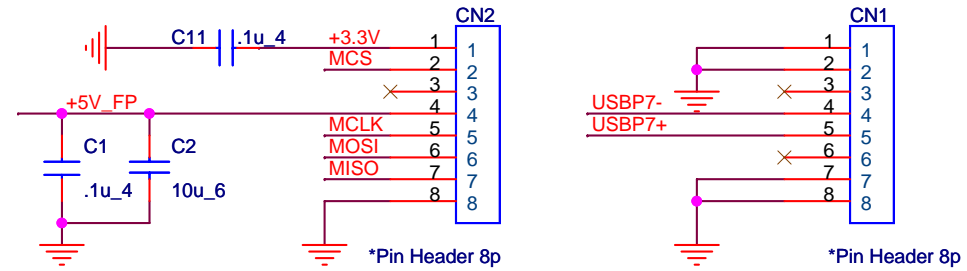 CN2
C11 .1u_4 +3.3V 1 1
MCS 2 2
3 3
+5V_FP 4 4
MCLK 5 5
C1 C2 MOSI 6 6
.1u_4 10u_6 MISO 7 7
8 8
*Pin Header 8p
CN1
1 1
2 2
3 3
USBP7- 4 4
USBP7+ 5 5
6 6
7 7
8 8
*Pin Header 8p